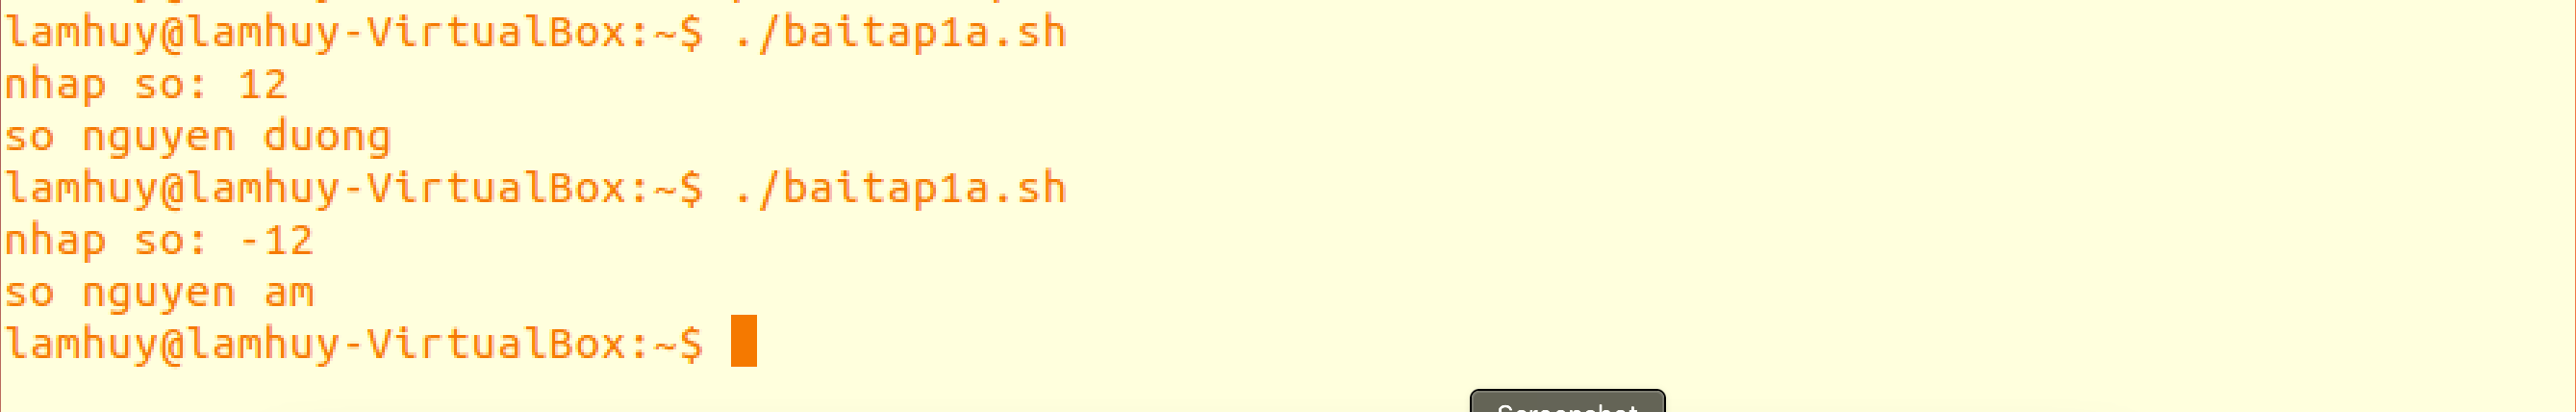 lamhuy@lamhuy-VirtualBox:~$ ./baitap1a.sh
nhap so: 12
so nguyen duong
lamhuy@lamhuy-VirtualBox:~$ ./baitap1a.sh
nhap so: -12
so nguyen am
lamhuy@lamhuy-VirtualBox:~$
Screenshot